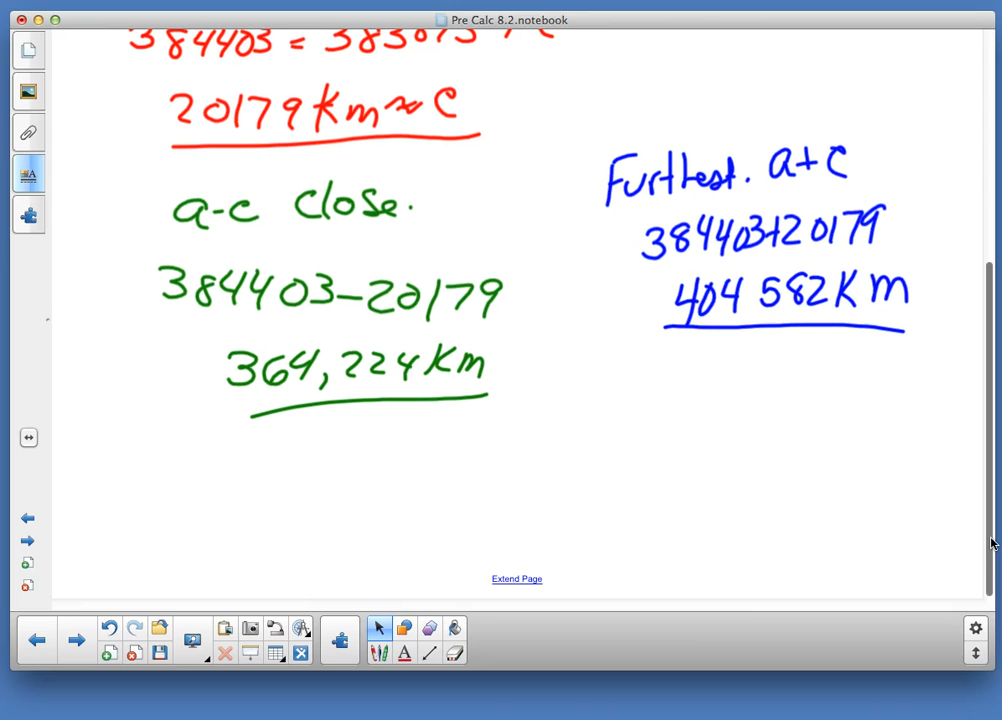 Pre Calc 8.2.notebook
20179 Km ≈ C
a-c close.
384403-20179
364,224 Km
Furthest. a+c
384403+20179
404 582 Km
Extend Page